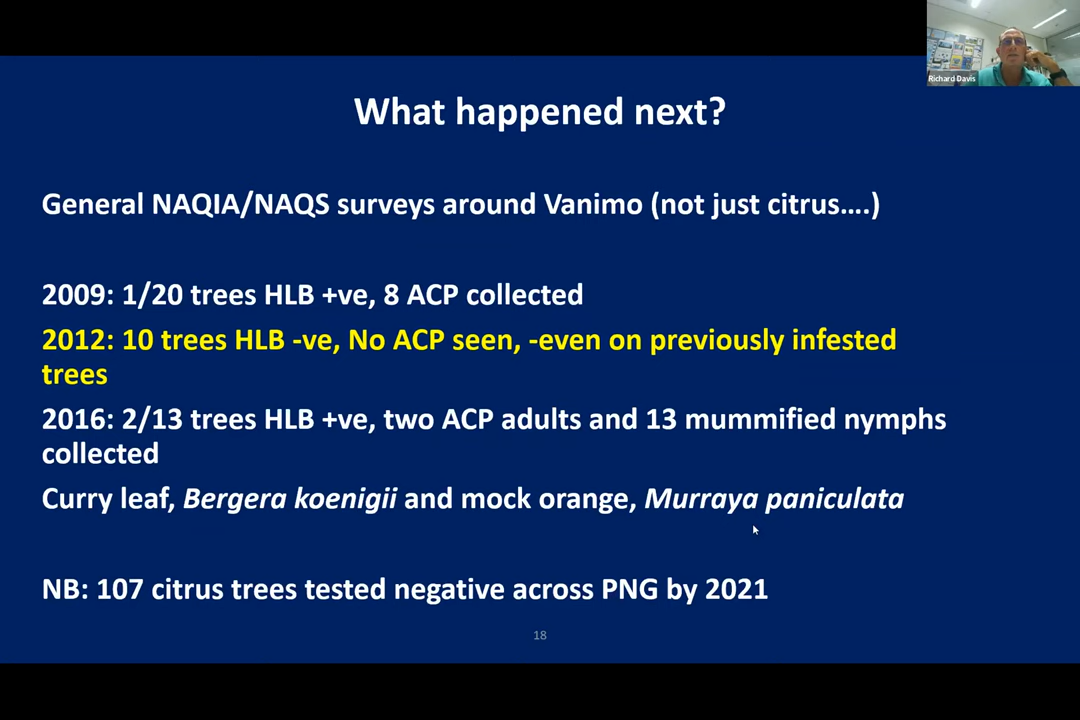 Richard Davis
What happened next?
General NAQIA/NAQS surveys around Vanimo (not just citrus….)
2009: 1/20 trees HLB +ve, 8 ACP collected
2012: 10 trees HLB -ve, No ACP seen, -even on previously infested
trees
2016: 2/13 trees HLB +ve, two ACP adults and 13 mummified nymphs
collected
Curry leaf, Bergera koenigii and mock orange, Murraya paniculata
NB: 107 citrus trees tested negative across PNG by 2021
18